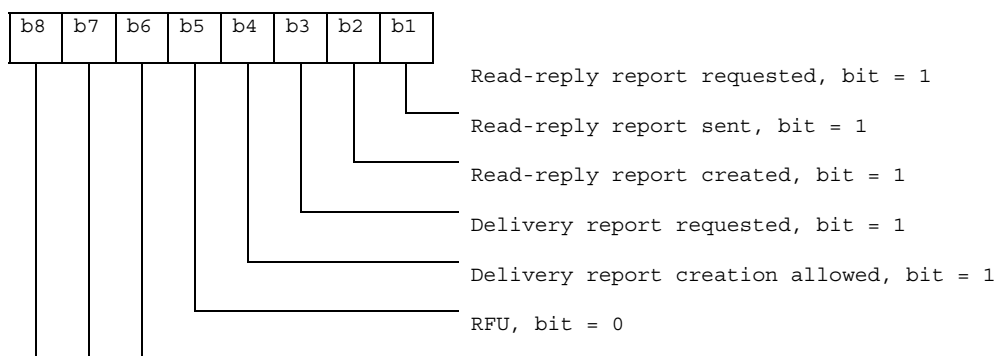 b8 b7 b6 b5 b4 b3 b2 b1
Read-reply report requested, bit = 1
Read-reply report sent, bit = 1
Read-reply report created, bit = 1
Delivery report requested, bit = 1
Delivery report creation allowed, bit = 1
RFU, bit = 0